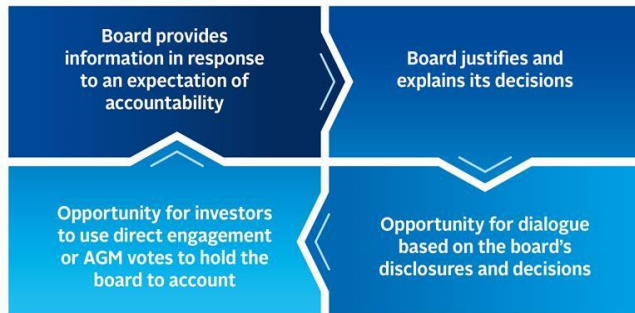 Board provides
information in response
to an expectation of
accountability
Board justifies and
explains its decisions
Opportunity for investors
to use direct engagement
or AGM votes to hold the
board to account
Opportunity for dialogue
based on the board's
disclosures and decisions